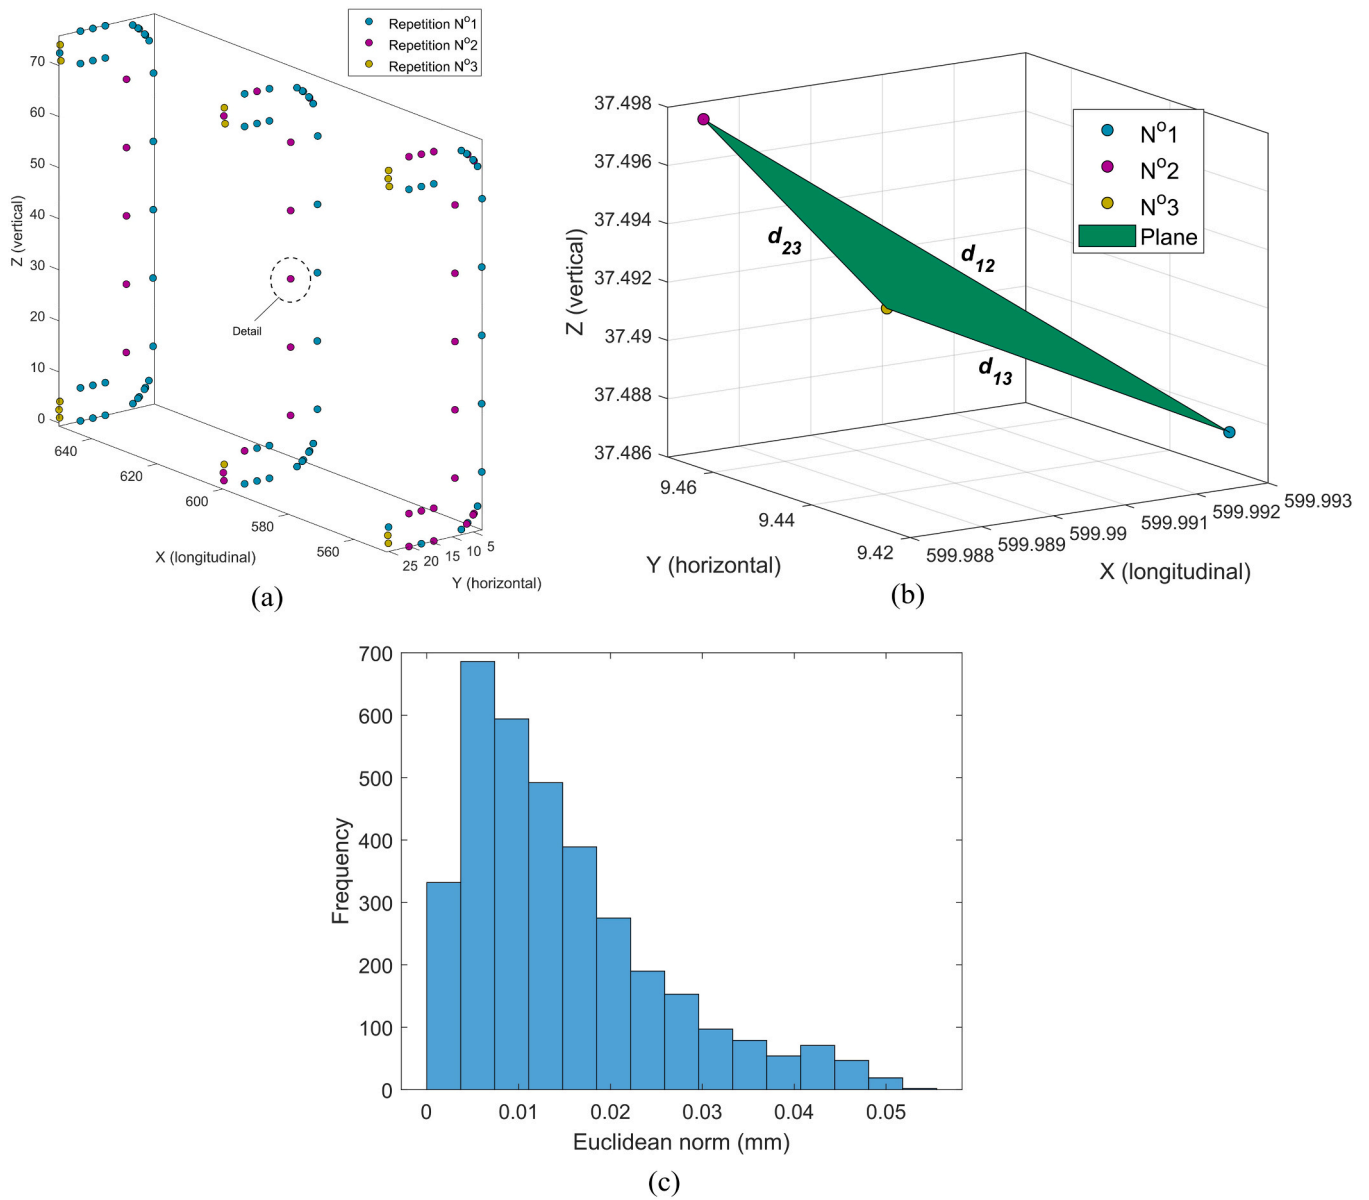 Repetition Nº1
Repetition Nº2
Repetition Nº3
70
60
50
40
30
20
10
0
Z (vertical)
Detail
640
620
600
580
560
X (longitudinal)
25 20 15 10 5
Y (horizontal)
(a)
37.498
37.496
37.494
37.492
37.49
37.488
37.486
Z (vertical)
Nº1
Nº2
Nº3
Plane
d23
d12
d13
9.46
9.44
9.42
Y (horizontal)
599.988
599.989
599.99
599.991
599.992
599.993
X (longitudinal)
(b)
700
600
500
400
300
200
100
0
Frequency
0 0.01 0.02 0.03 0.04 0.05
Euclidean norm (mm)
(c)